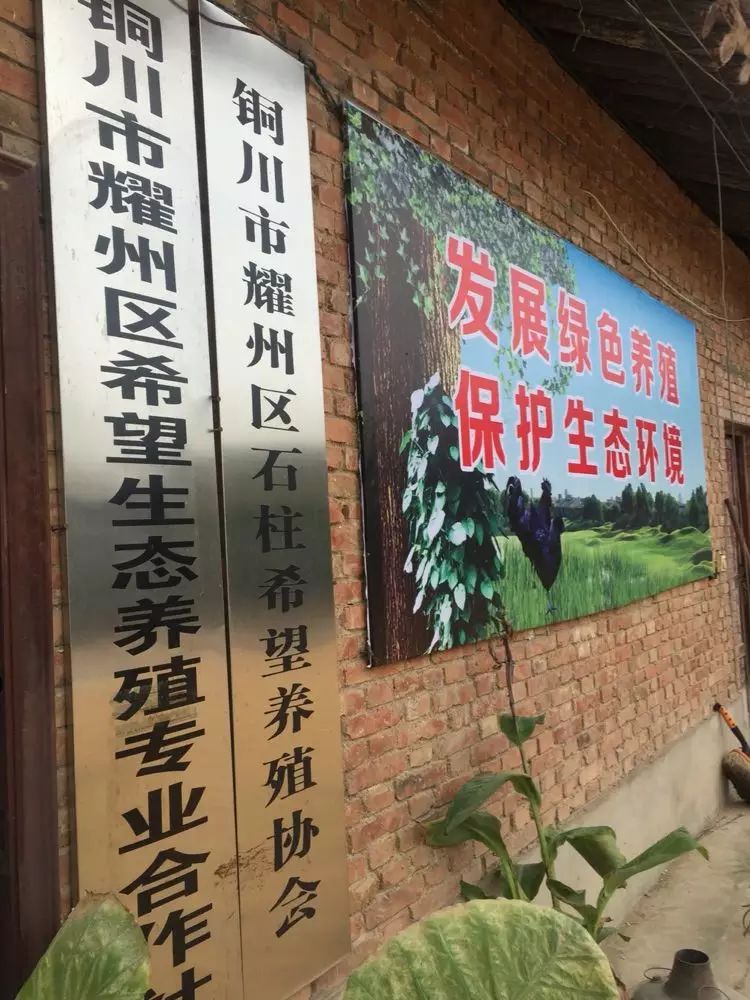 铜川市耀州区希望生态养殖专业合作社
铜川市耀州区石柱希望养殖协会
发展绿色养殖
保护生态环境